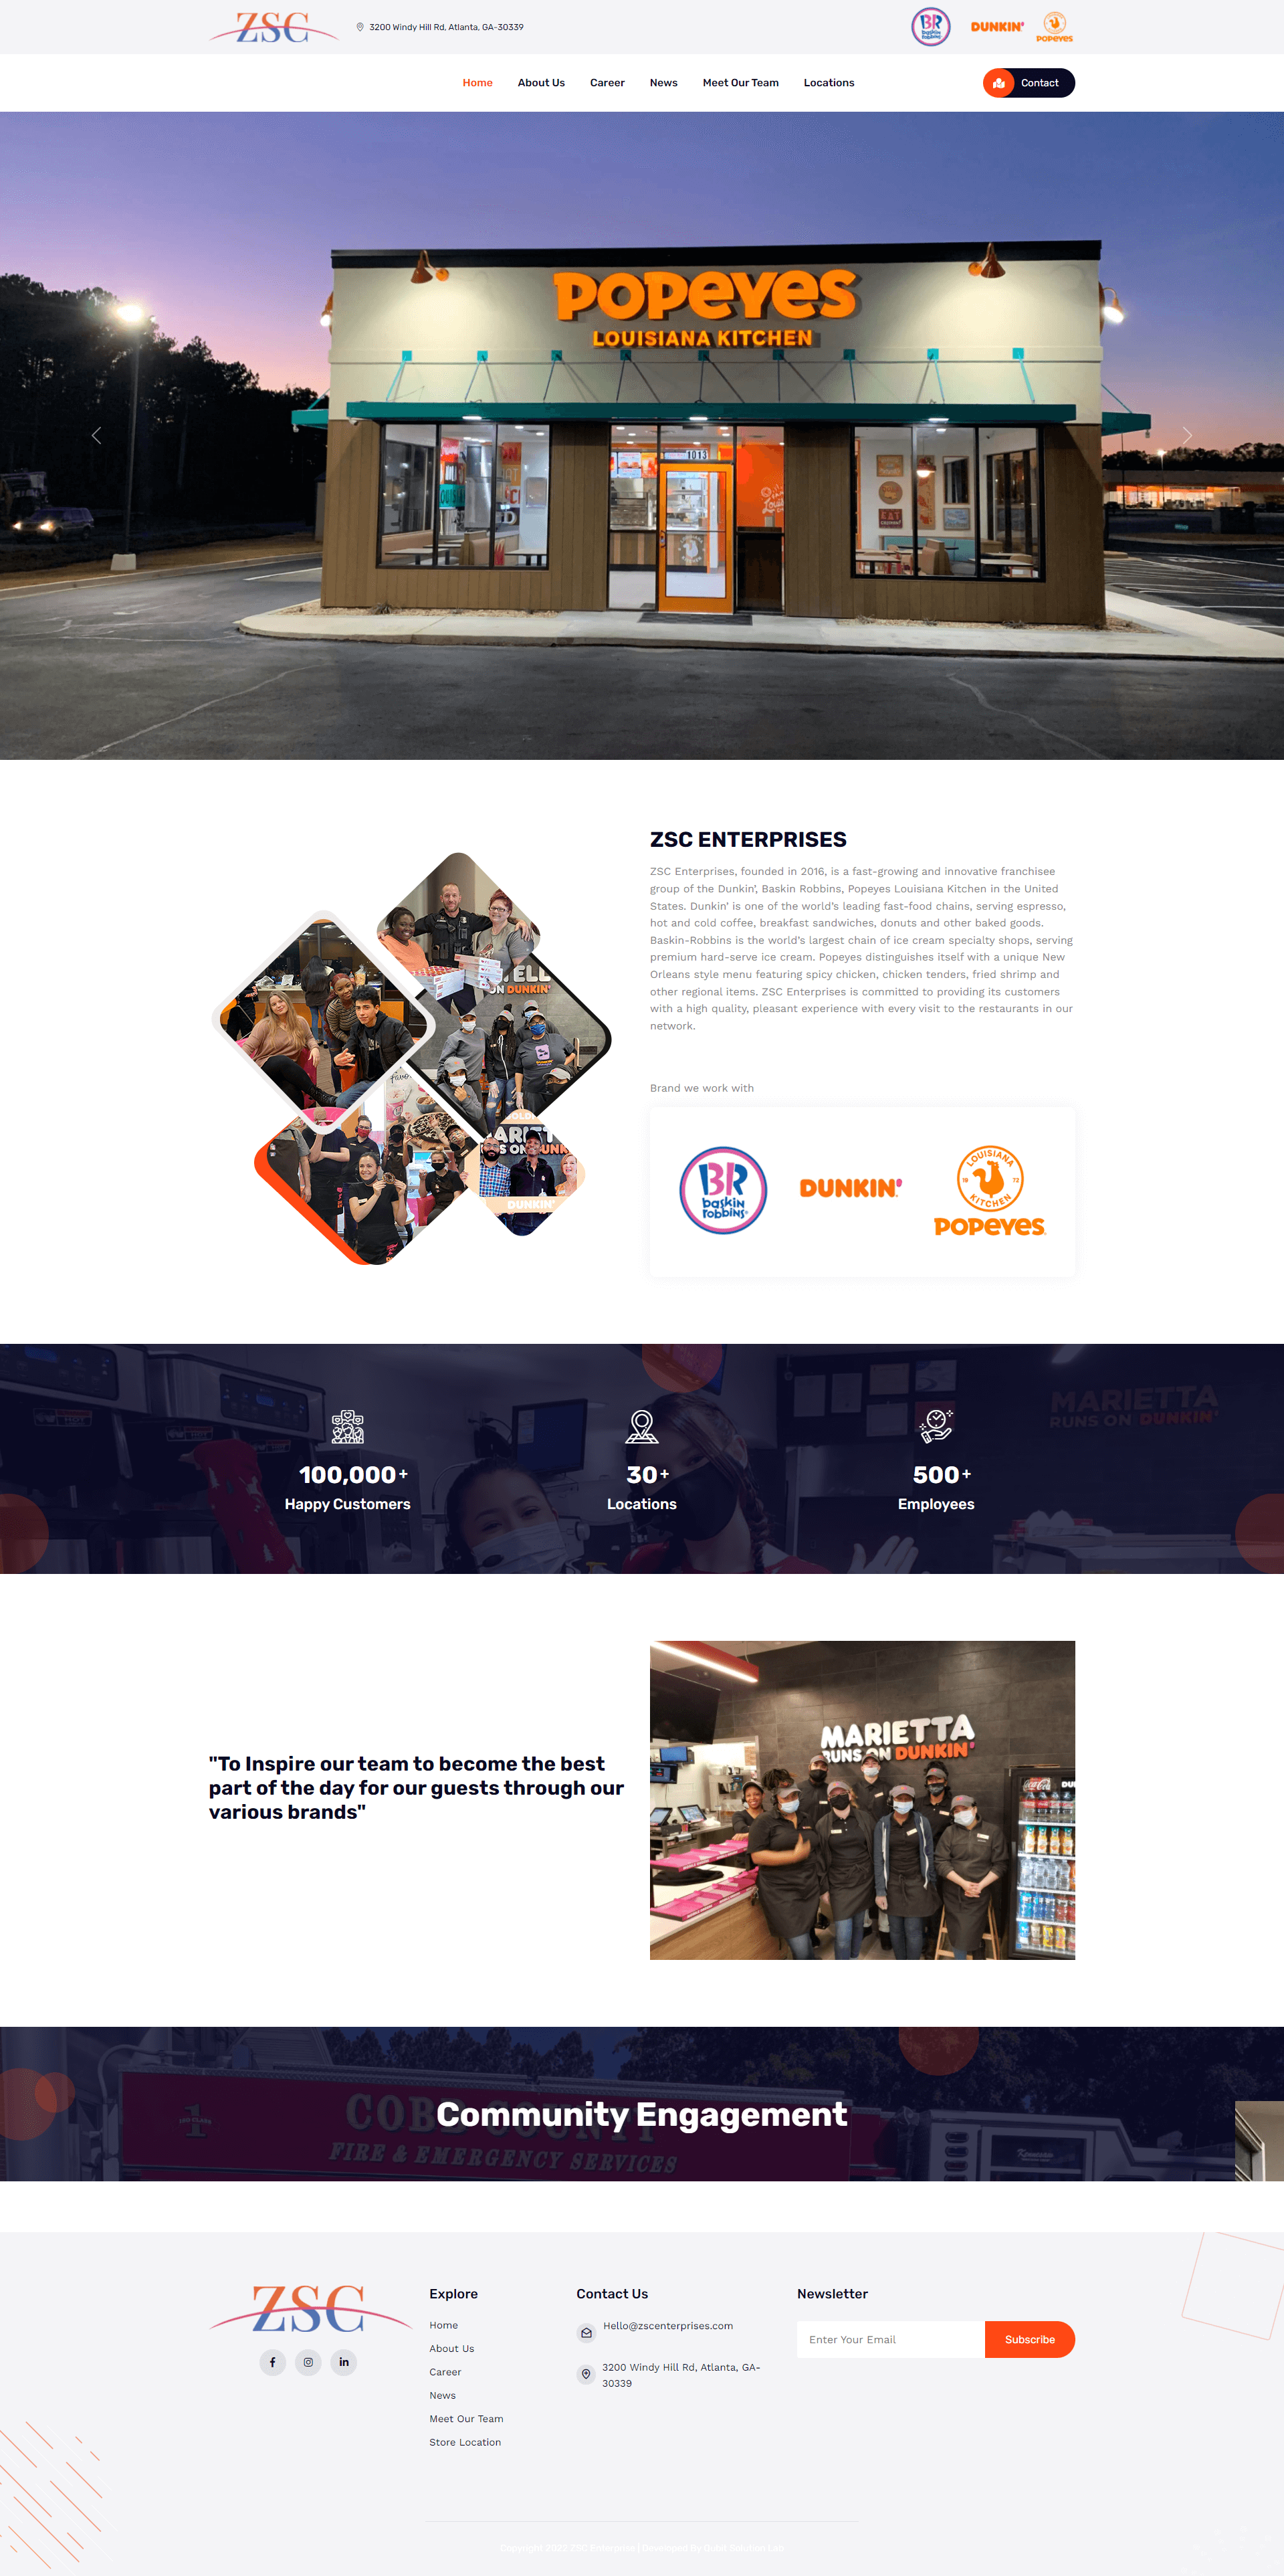 ZSC
3200 Windy Hill Rd, Atlanta, GA-30339
BR
baskin
robbins
DUNKIN'
POPEYES
Home
About Us
Career
News
Meet Our Team
Locations
Contact
POPEYES
LOUISIANA KITCHEN
1013
ZSC ENTERPRISES
ZSC Enterprises, founded in 2016, is a fast-growing and innovative franchisee
group of the Dunkin', Baskin Robbins, Popeyes Louisiana Kitchen in the United
States. Dunkin' is one of the world's leading fast-food chains, serving espresso,
hot and cold coffee, breakfast sandwiches, donuts and other baked goods.
Baskin-Robbins is the world's largest chain of ice cream specialty shops, serving
premium hard-serve ice cream. Popeyes distinguishes itself with a unique New
Orleans style menu featuring spicy chicken, chicken tenders, fried shrimp and
other regional items. ZSC Enterprises is committed to providing its customers
with a high quality, pleasant experience with every visit to the restaurants in our
network.
Brand we work with
BR
baskin
robbins
DUNKIN'
LOUISIANA
18 72
KITCHEN
POPEYES
MARIETTA
RUNS ON DUNKIN'
100,000+
Happy Customers
30+
Locations
500+
Employees
"To Inspire our team to become the best
part of the day for our guests through our
various brands"
MARIETTA
RUNS ON DUNKIN'
Coca-Cola
COBB COUNTY
FIRE & EMERGENCY SERVICES
Community Engagement
ZSC
Explore
Home
About Us
Career
News
Meet Our Team
Store Location
Contact Us
Hello@zscenterprises.com
3200 Windy Hill Rd, Atlanta, GA-
30339
Newsletter
Enter Your Email
Subscribe